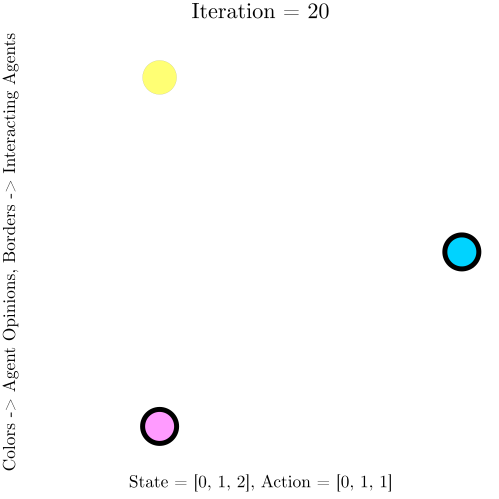 Iteration = 20
Colors -> Agent Opinions, Borders -> Interacting Agents
State = [0, 1, 2], Action = [0, 1, 1]